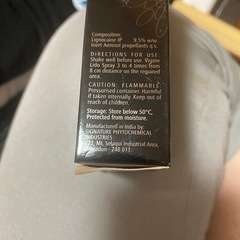 Composition:
Lignocaine IP 9.5% w/w
Inert Aerosol propellants q.s
DIRECTIONS FOR USE:
Shake well before use. Vigore
Lido Spray 3 to 4 times from
8 cm distance on the required
area.
CAUTION: FLAMMABLE
Pressurised container. Harmful
if taken internally. Keep out of
reach of children.
Storage: Store below 50°C,
Protected from moisture.
Manufactured in India by
SIGNATURE PHYTOCHEMICAL
INDUSTRIES
MI, Selaqui Industrial Area,
248 011